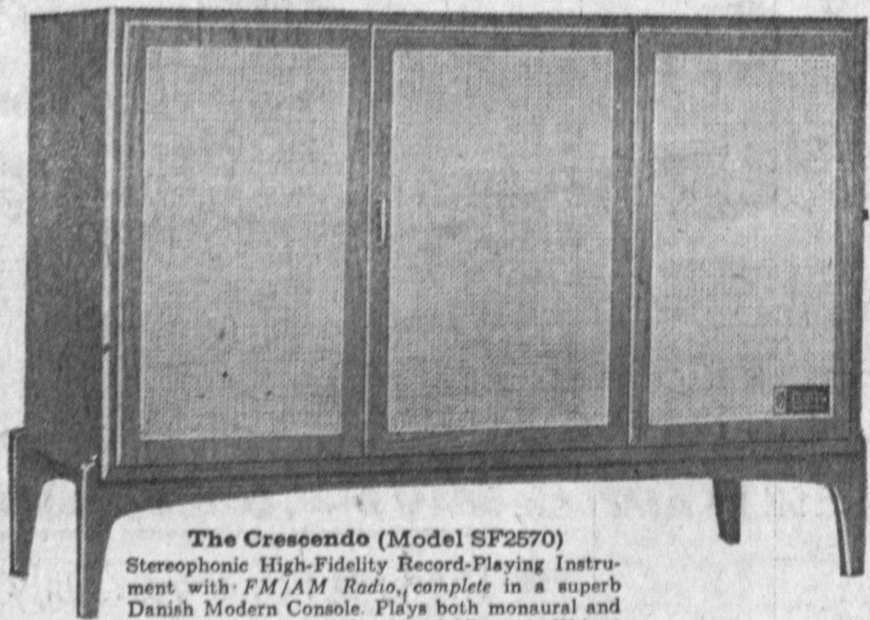 The Crescendo (Model SF2570)
Stereophonic High-Fidelity Record-Playing Instru-
ment with FM/AM Radio, complete in a superb
Danish Modern Console. Plays both monaural and